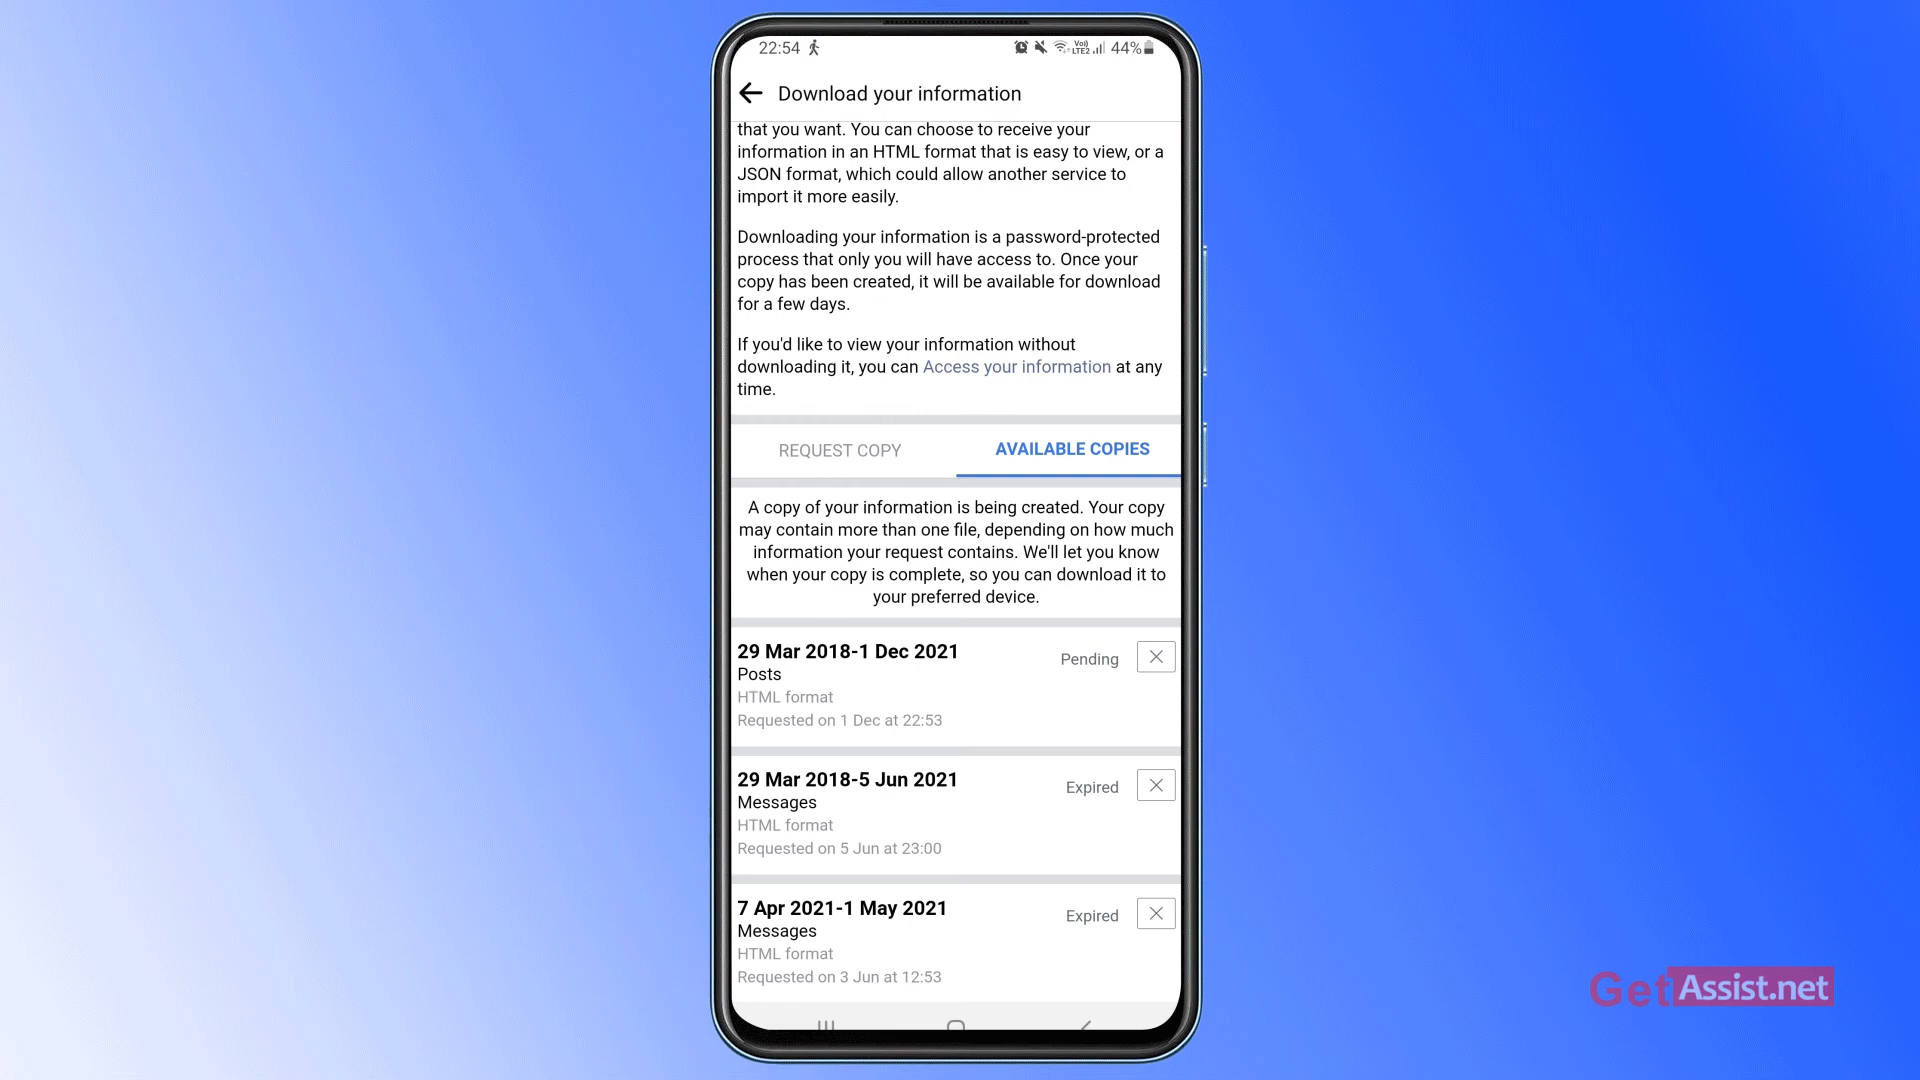 22:54
Vo)) LTE2 44%
Download your information
that you want. You can choose to receive your
information in an HTML format that is easy to view, or a
JSON format, which could allow another service to
import it more easily.
Downloading your information is a password-protected
process that only you will have access to. Once your
copy has been created, it will be available for download
for a few days.
If you'd like to view your information without
downloading it, you can Access your information at any
time.
REQUEST COPY
AVAILABLE COPIES
A copy of your information is being created. Your copy
may contain more than one file, depending on how much
information your request contains. We'll let you know
when your copy is complete, so you can download it to
your preferred device.
29 Mar 2018-1 Dec 2021
Pending
Posts
HTML format
Requested on 1 Dec at 22:53
29 Mar 2018-5 Jun 2021
Expired
Messages
HTML format
Requested on 5 Jun at 23:00
7 Apr 2021-1 May 2021
Expired
Messages
HTML format
Requested on 3 Jun at 12:53
GetAssist.net